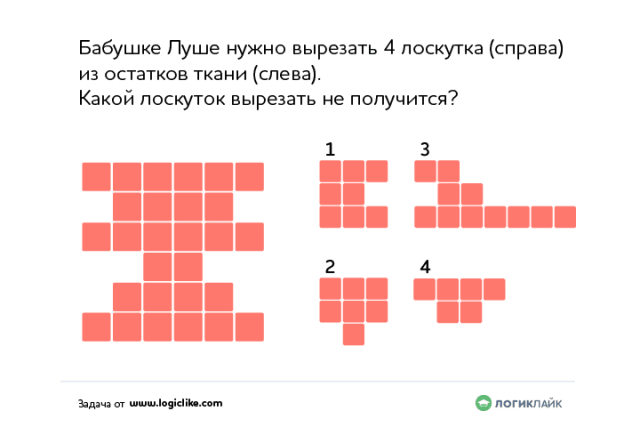 Бабушке Луше нужно вырезать 4 лоскутка (справа)
из остатков ткани (слева).
Какой лоскуток вырезать не получится?
1
3
2
4
Задача от www.logiclike.com
ЛОГИКЛАЙК